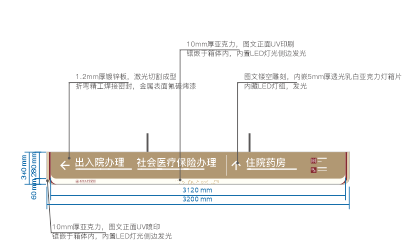 10mm厚亚克力，图文正面UV印刷
镶嵌于箱体内，内置LED灯光侧边发光
1.2mm厚镀锌板，激光切割成型
折弯精工焊接密封，金属表面氟碳烤漆
图文镂空雕刻，内嵌5mm厚透光乳白亚克力灯箱片
内藏LED灯组，发光
出入院办理 社会医疗保险办理 住院药房
340 mm
280 mm
60 mm
3120 mm
3200 mm
10mm厚亚克力，图文正面UV喷印
镶嵌于箱体内，内置LED灯光侧边发光